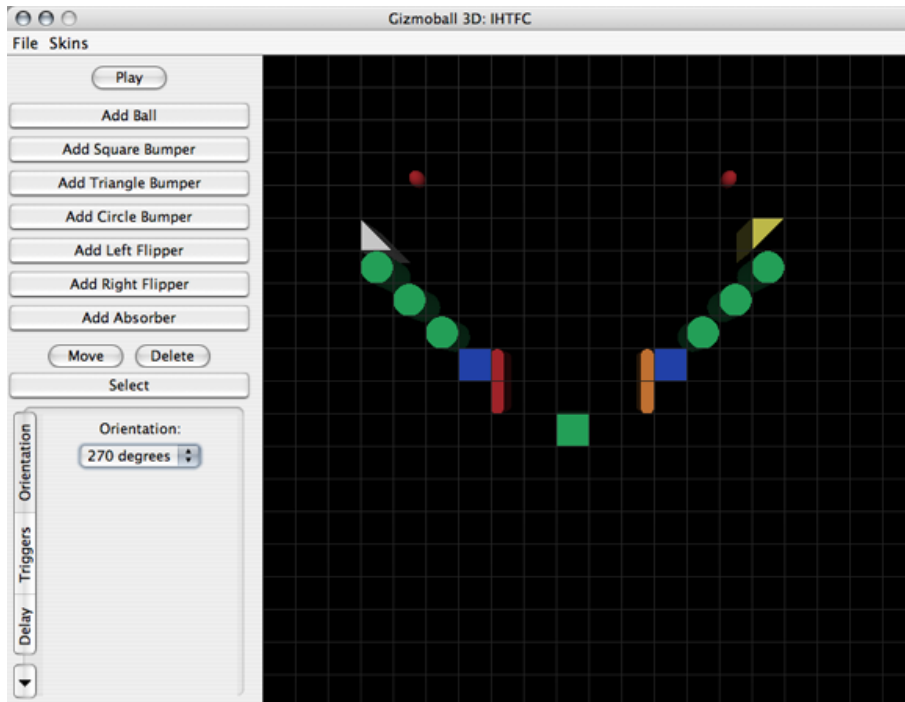 Gizmoball 3D: IHTFC
File Skins
Play
Add Ball
Add Square Bumper
Add Triangle Bumper
Add Circle Bumper
Add Left Flipper
Add Right Flipper
Add Absorber
Move Delete
Select
Orientation
Triggers
Delay
Orientation:
270 degrees